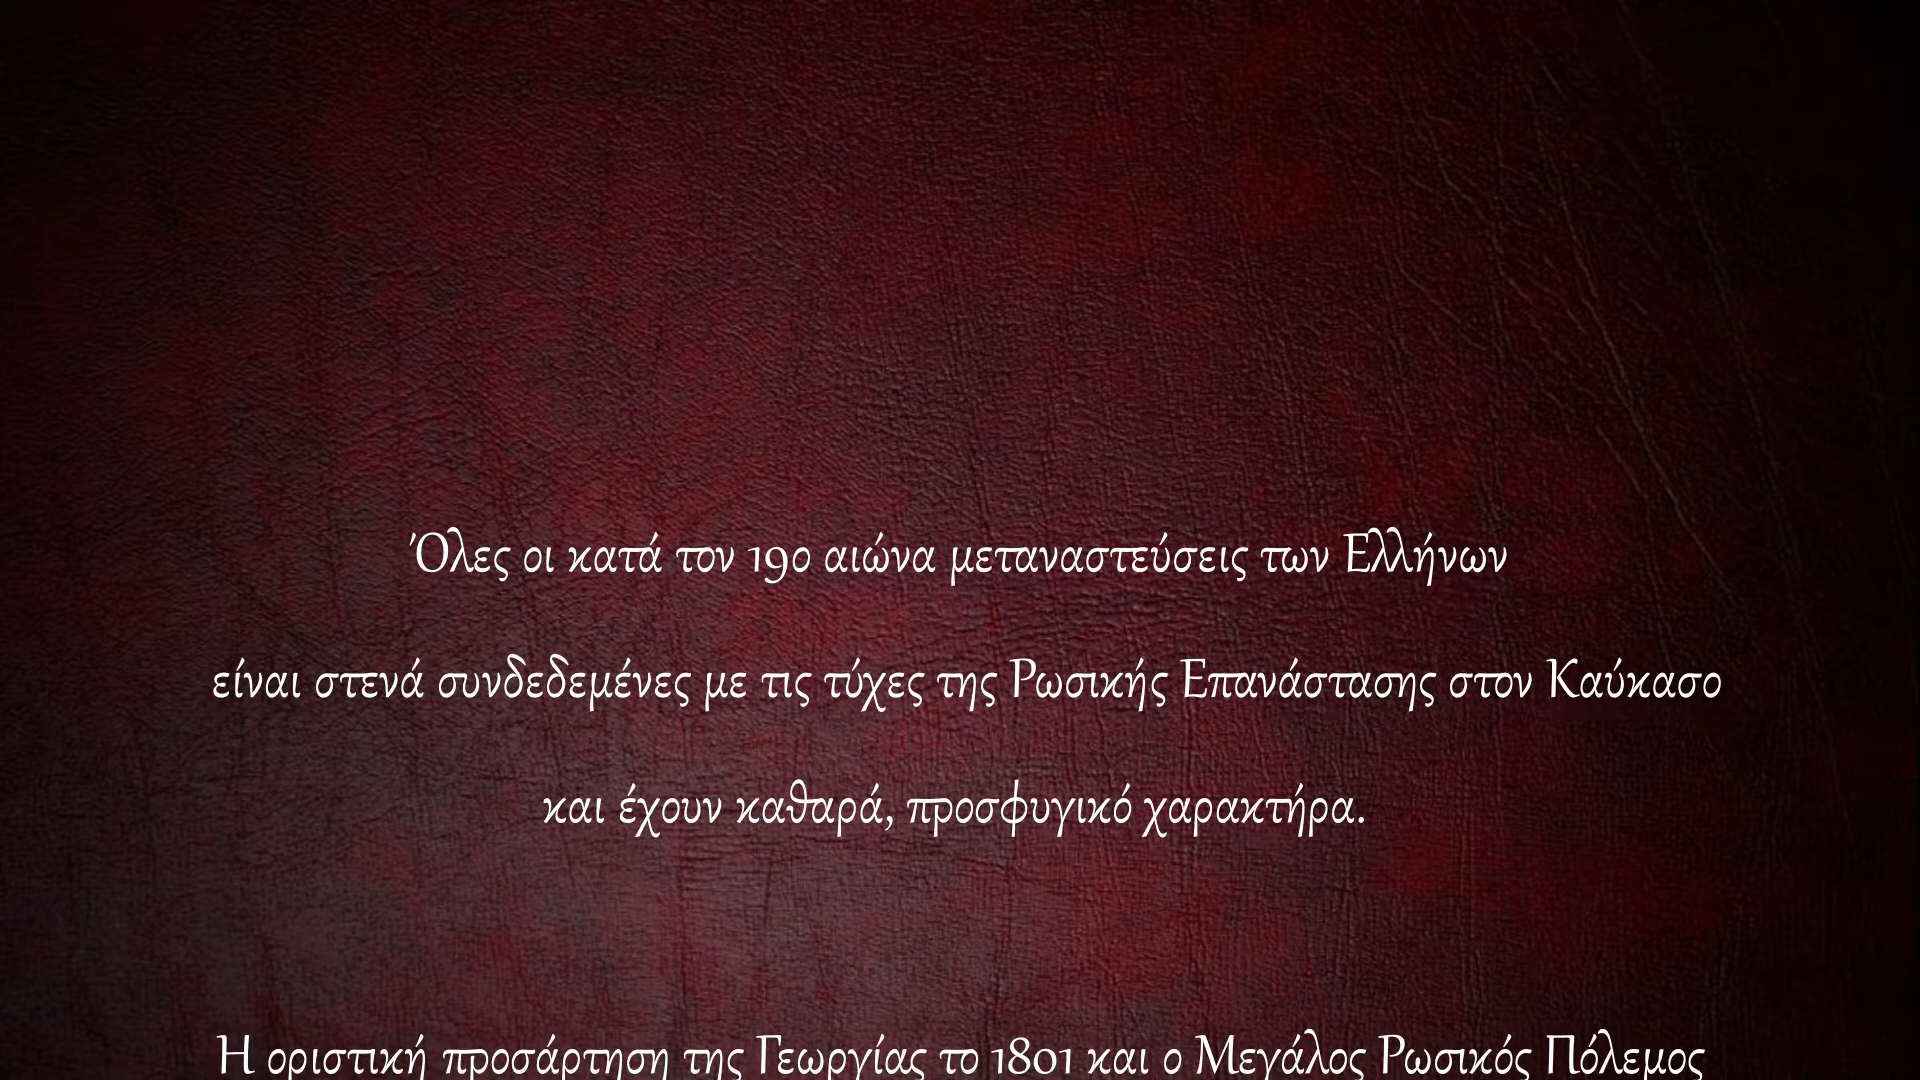 Όλες οι κατά τον 19ο αιώνα μεταναστεύσεις των Ελλήνων
είναι στενά συνδεδεμένες με τις τύχες της Ρωσικής Επανάστασης στον Καύκασο
και έχουν καθαρά, προσφυγικό χαρακτήρα.
Η οριστική προσάρτηση της Γεωργίας το 1801 και ο Μεγάλος Ρωσικός Πόλεμος